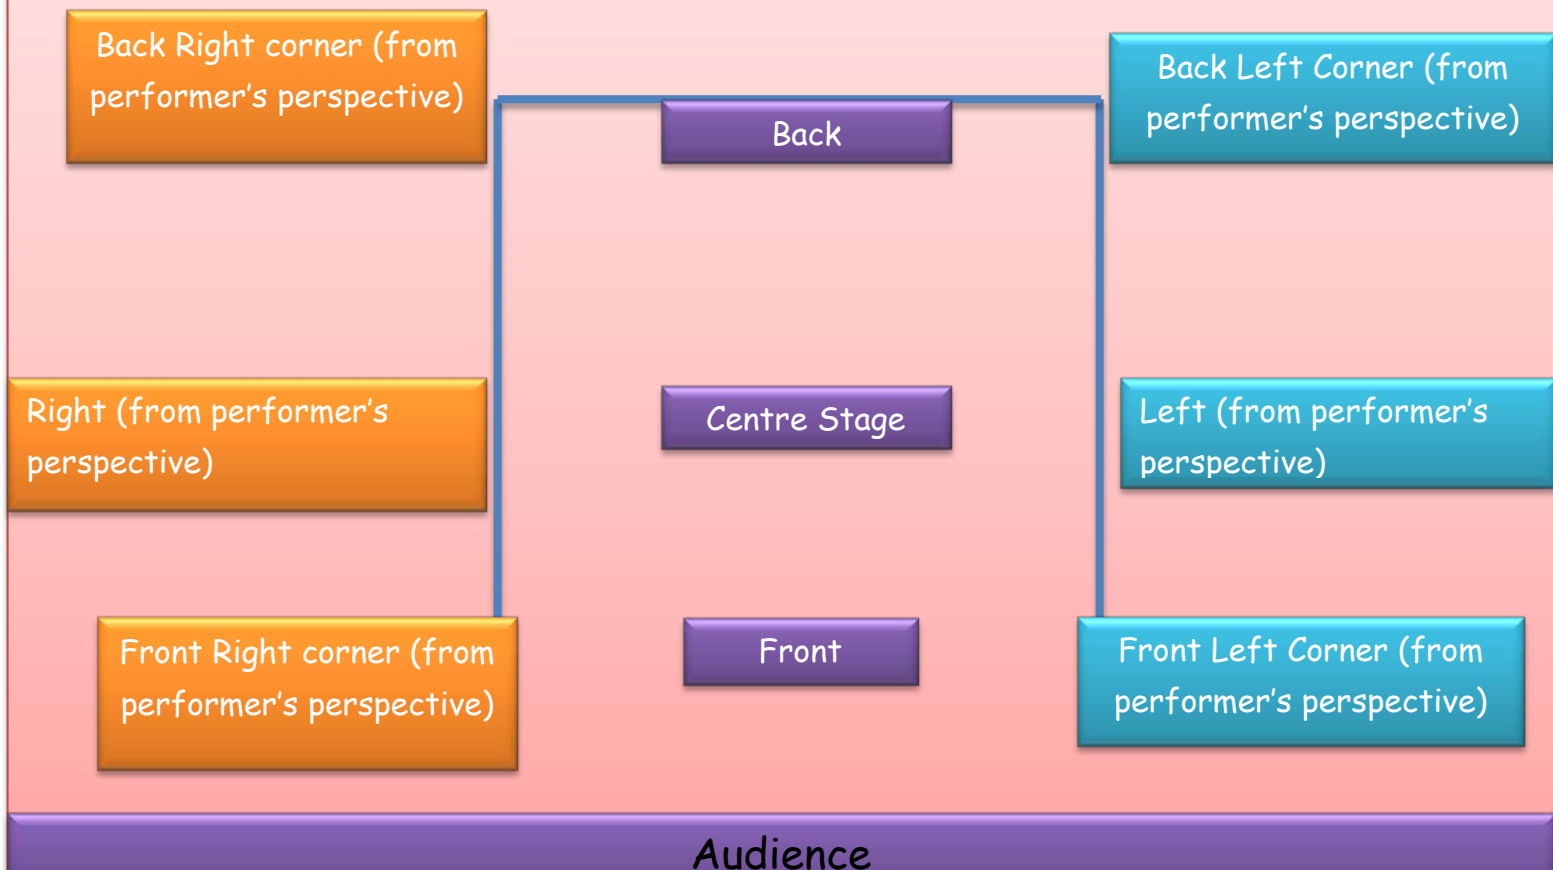 Back Right corner (from
performer's perspective)
Back
Back Left Corner (from
performer's perspective)
Right (from performer's
perspective)
Centre Stage
Left (from performer's
perspective)
Front Right corner (from
performer's perspective)
Front
Front Left Corner (from
performer's perspective)
Audience